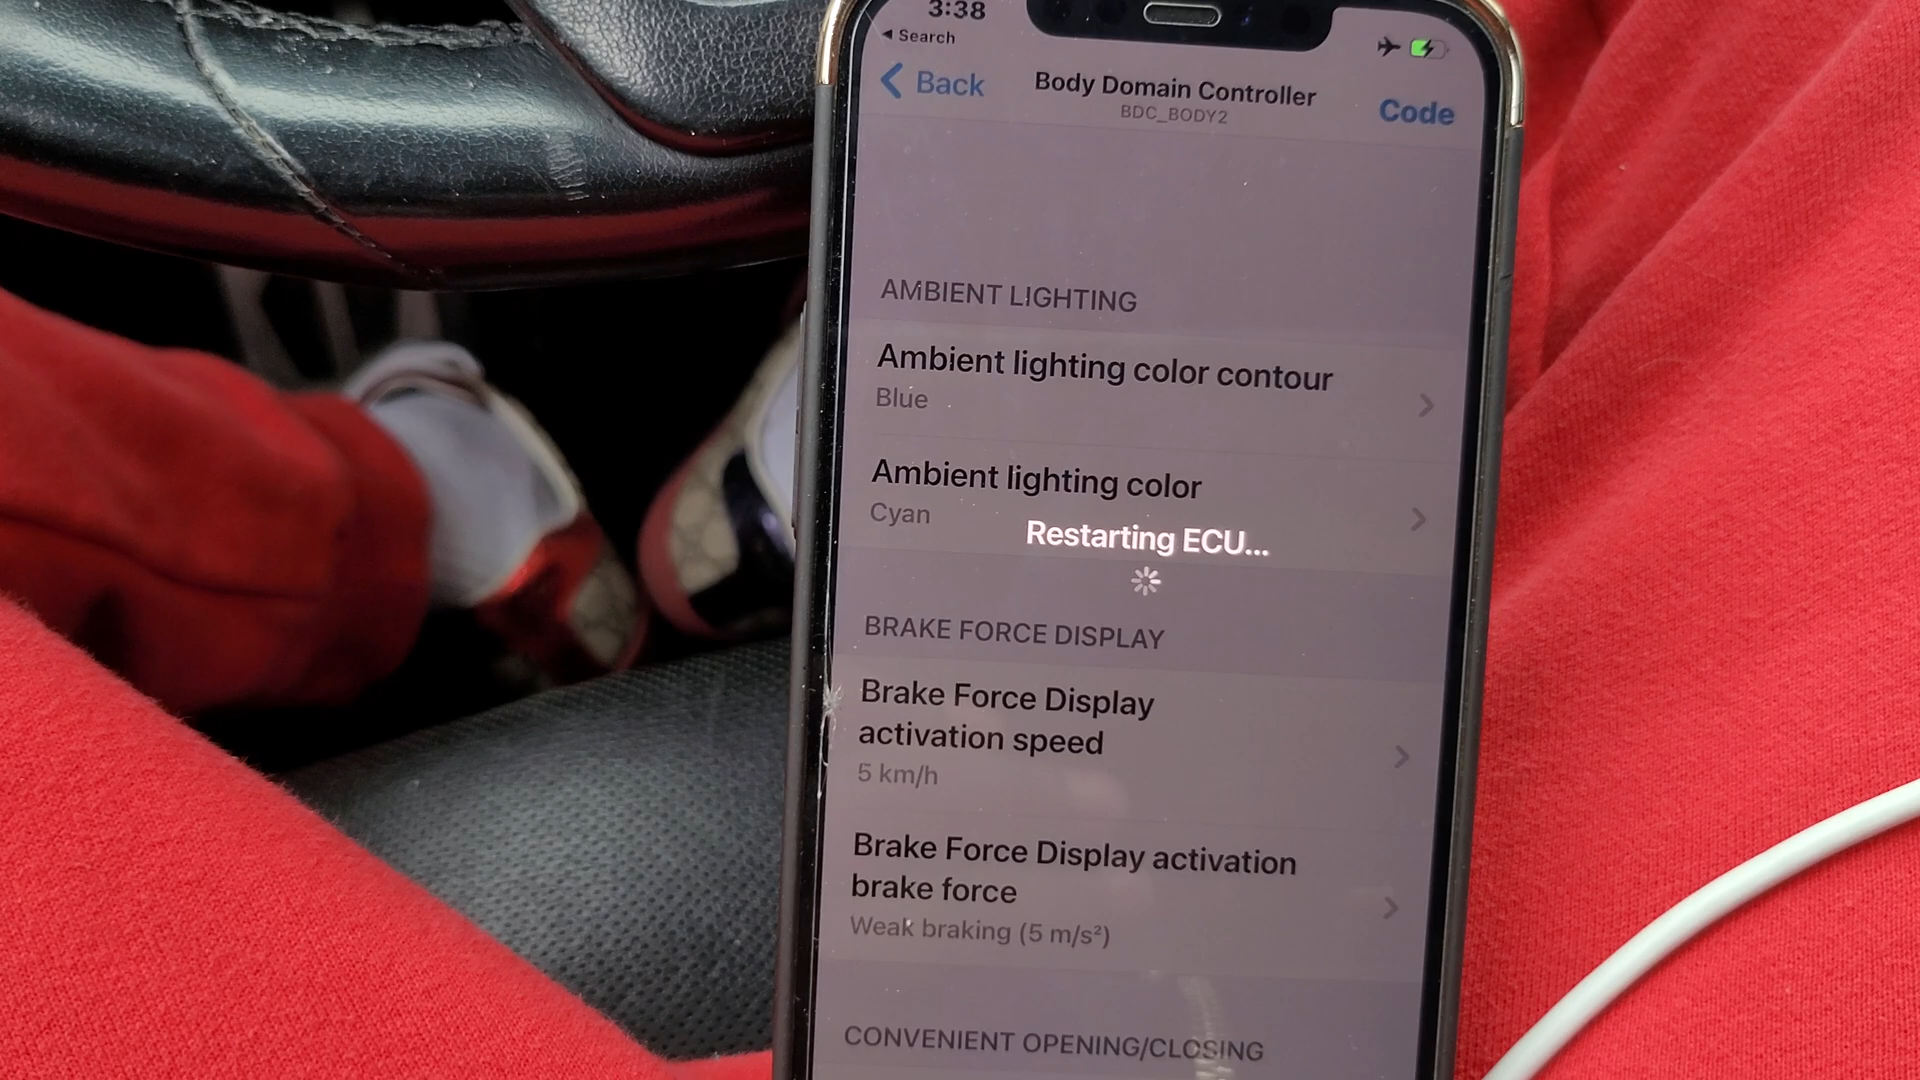 3:38
◀ Search
Back
Body Domain Controller
BDC_BODY2
Code
AMBIENT LIGHTING
Ambient lighting color contour
Blue
Ambient lighting color
Cyan
Restarting ECU...
BRAKE FORCE DISPLAY
Brake Force Display
activation speed
5 km/h
Brake Force Display activation
brake force
Weak braking (5 m/s²)
CONVENIENT OPENING/CLOSING